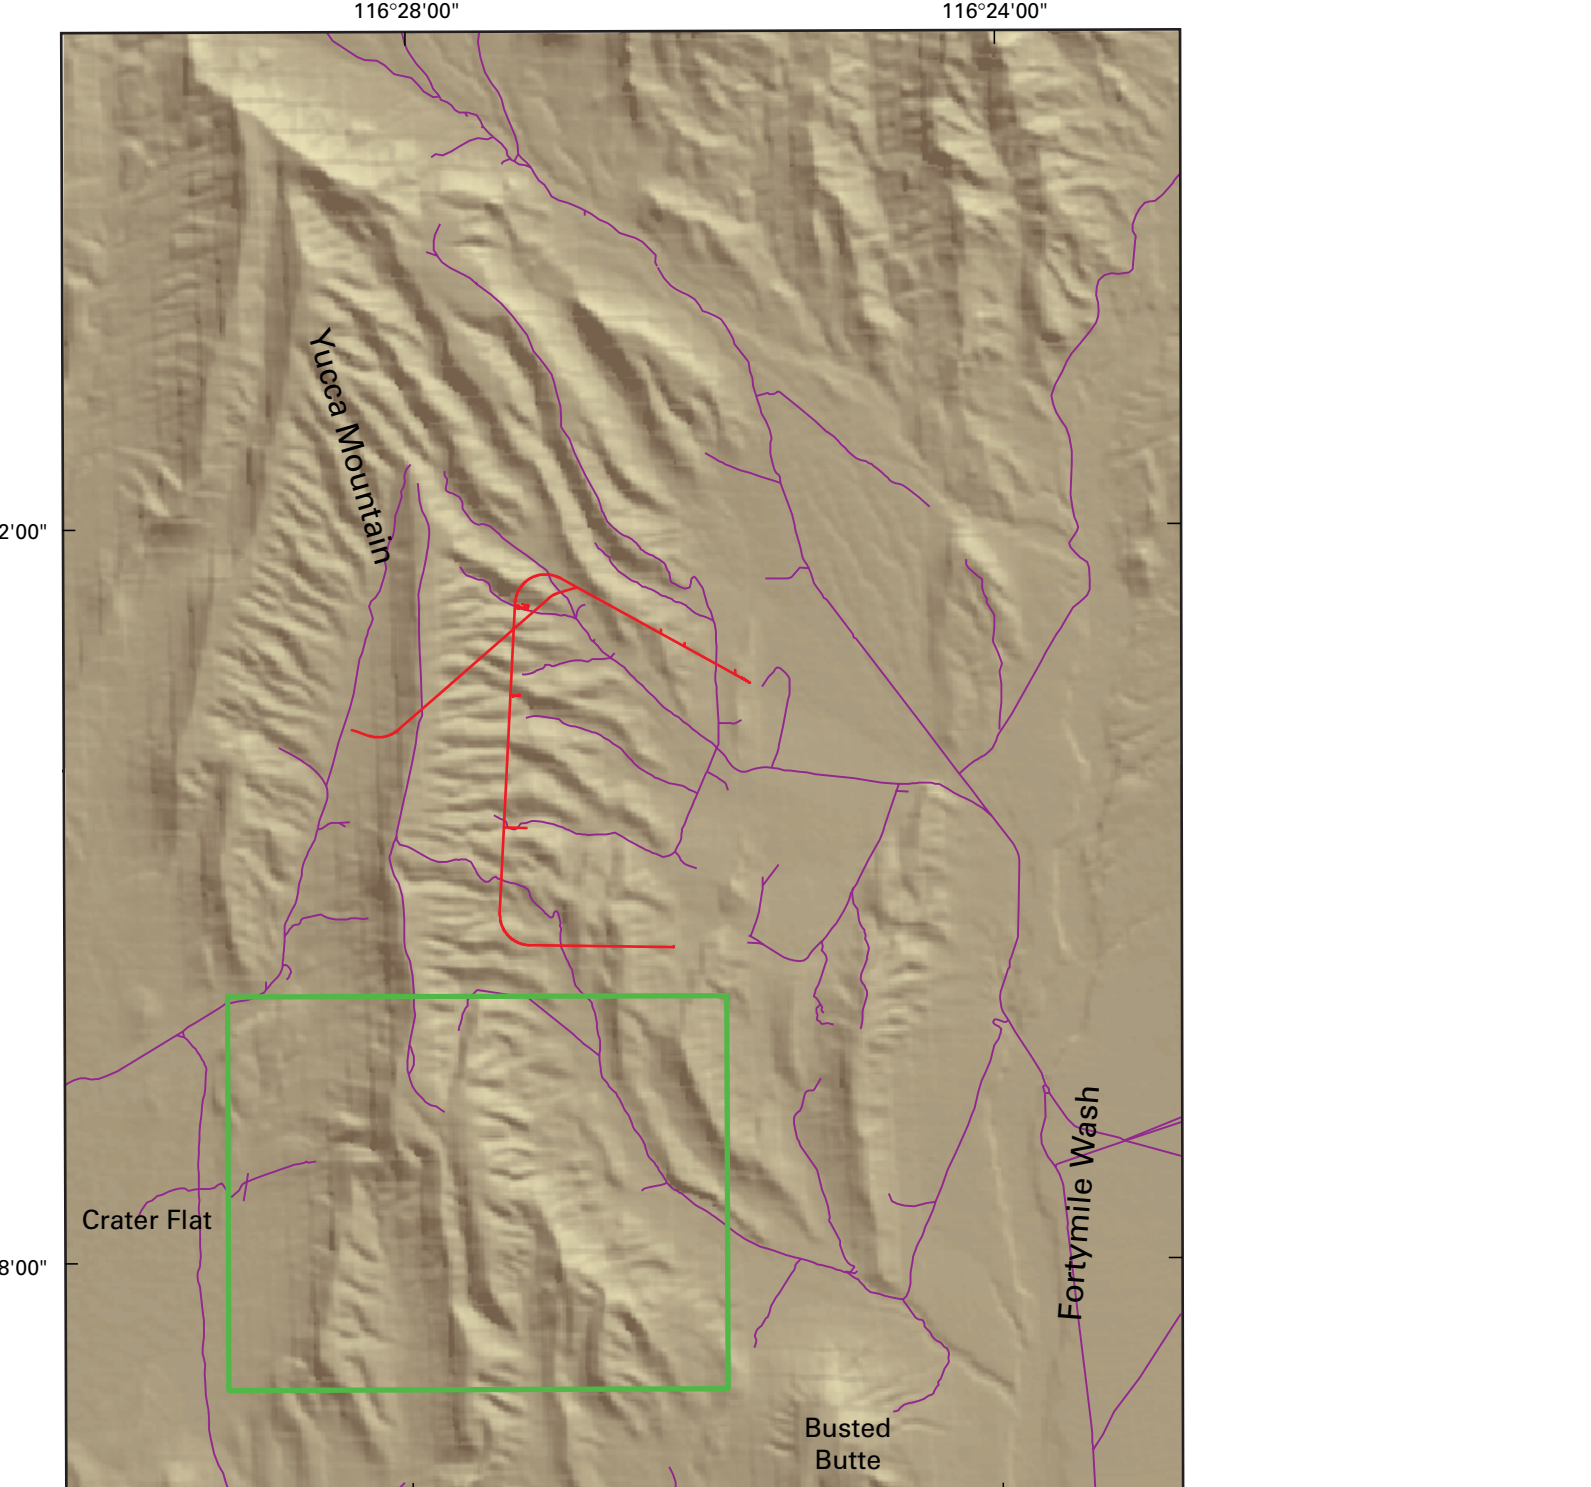 116°28'00" 116°24'00"
Yucca Mountain
2'00"
Crater Flat
8'00"
Fortymile Wash
Busted
Butte